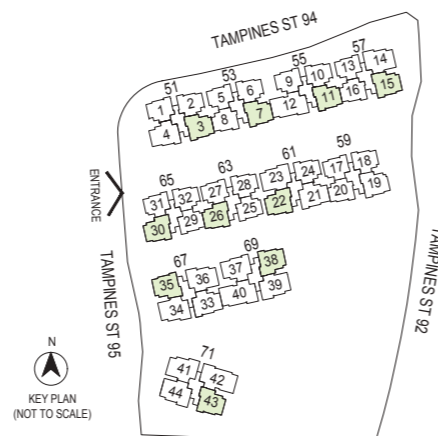 TAMPINES ST 94
51 53 55 57
1 2 5 6 9 10 13 14
4 3 8 7 12 11 16 15
ENTRANCE
65 63 61 59
31 32 27 28 23 24 17 18
30 29 26 25 22 21 20 19
67 69
35 36 37 38
34 33 40 39
TAMPINES ST 95
TAMPINES ST 92
71
41 42
44 43
N
KEY PLAN
(NOT TO SCALE)